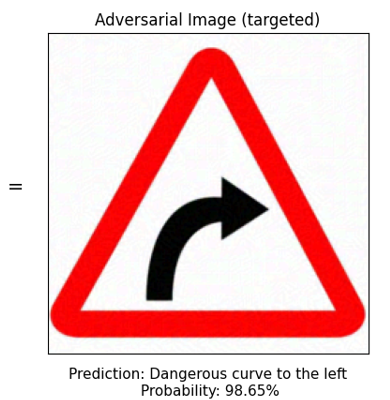 Adversarial Image (targeted)
=
Prediction: Dangerous curve to the left
Probability: 98.65%